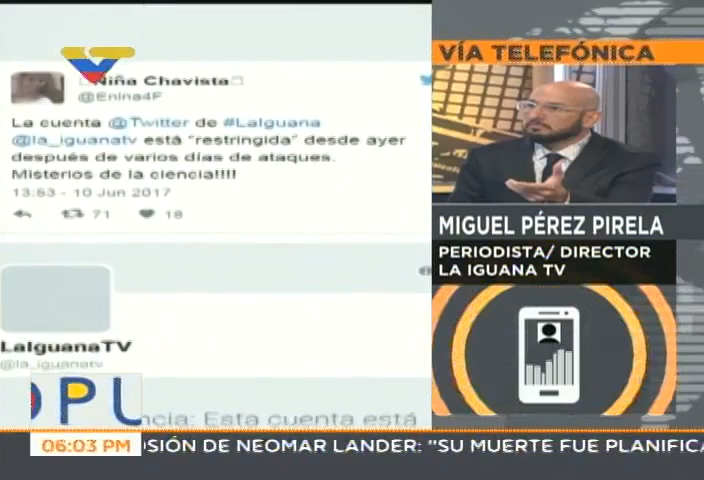 VÍA TELEFÓNICA
Niña Chavista
@Enina4F
La cuenta @Twitter de #LaIguana
@la_iguanatv está "restringida" desde ayer
después de varios días de ataques.
Misterios de la ciencia!!!!
13:53 - 10 Jun 2017
71 18
MIGUEL PÉREZ PIRELA
PERIODISTA/ DIRECTOR
LA IGUANA TV
LaIguanaTV
@la_iguanatv
OPU
ncia: Esta cuenta está
06:03 PM OSIÓN DE NEOMAR LANDER: "SU MUERTE FUE PLANIFICA